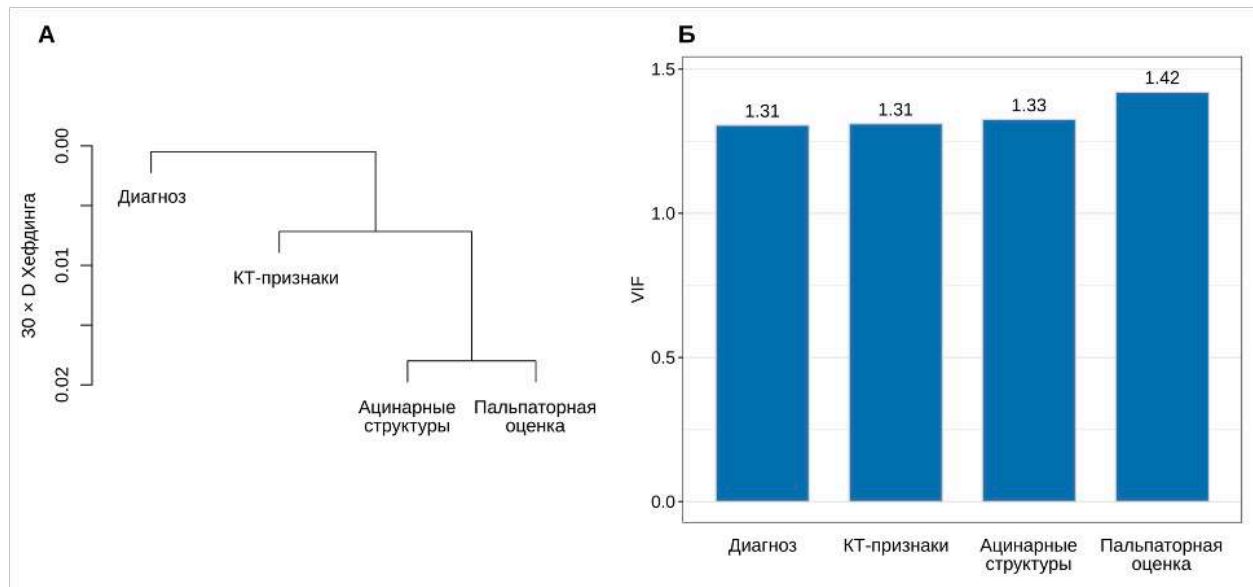 А
30 × D Хефдинга
0.00
0.01
0.02
Диагноз
КТ-признаки
Ацинарные
структуры
Пальпаторная
оценка
Б
VIF
1.5
1.0
0.5
0.0
1.31
1.31
1.33
1.42
Диагноз
КТ-признаки
Ацинарные
структуры
Пальпаторная
оценка